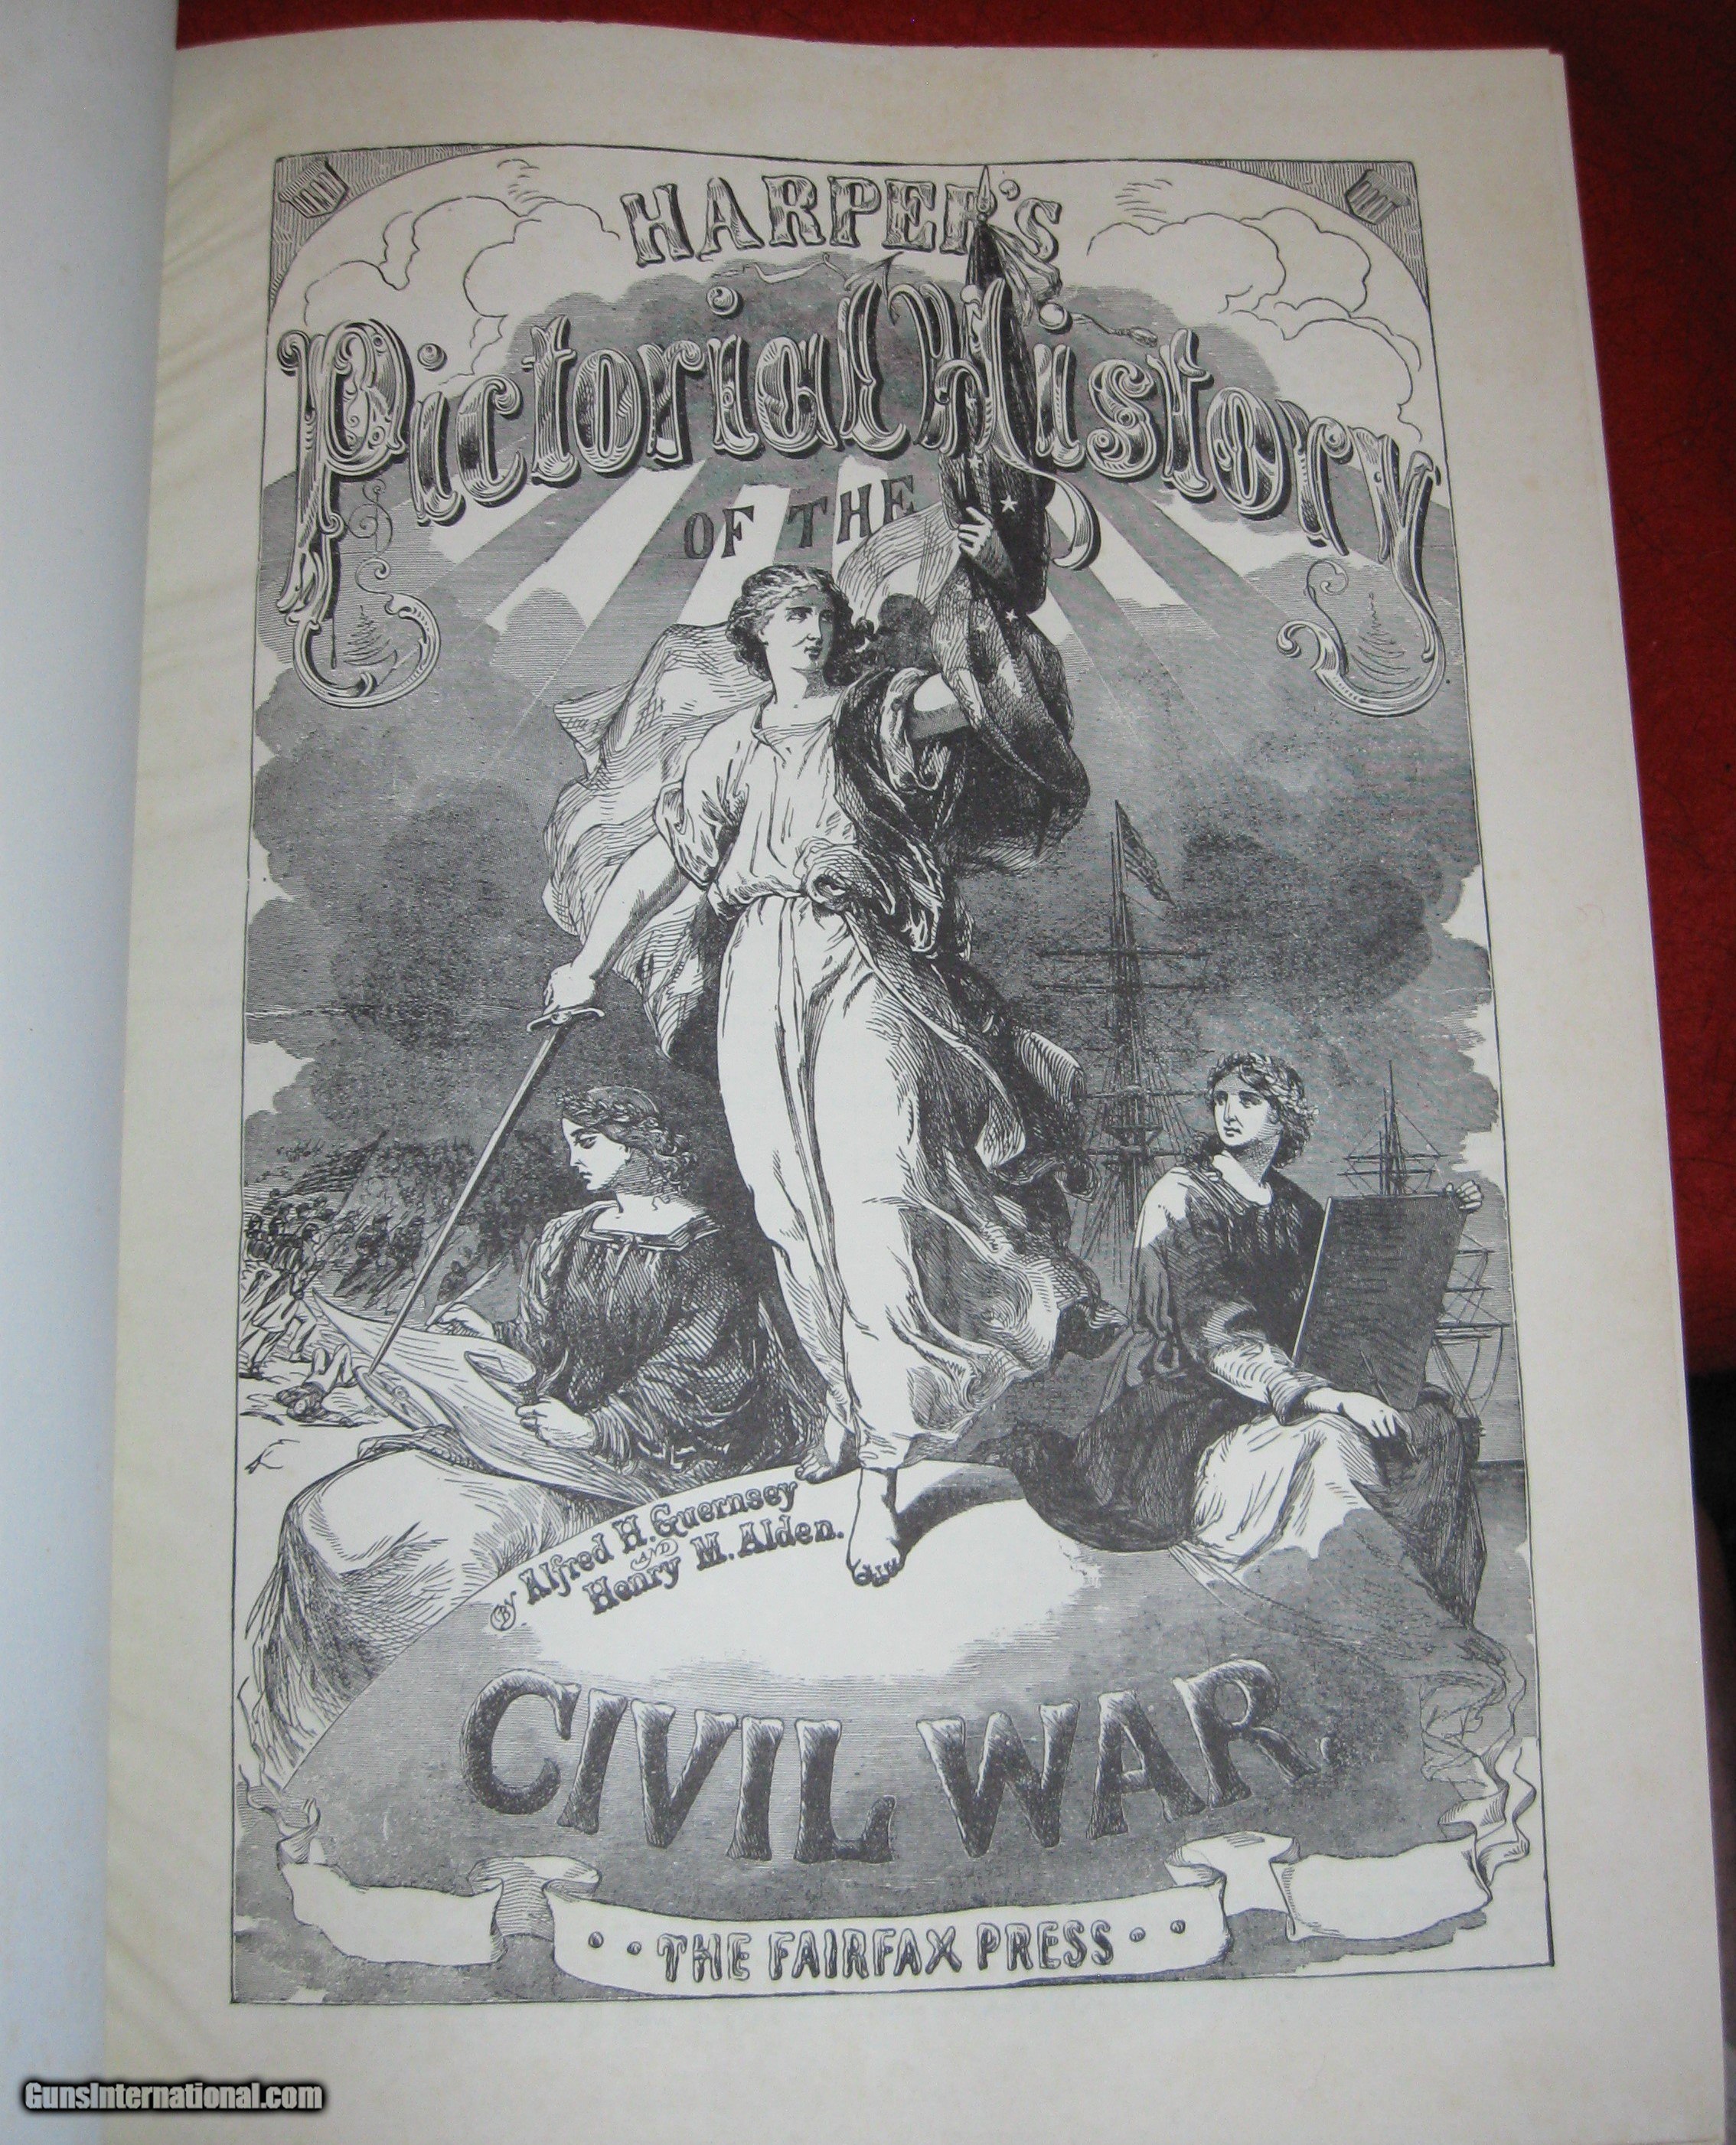 HARPER'S
Pictorial History
OF THE
By Alfred H. Guernsey
AND
Henry M. Alden.
CIVIL WAR.
THE FAIRFAX PRESS
GunsInternational.com